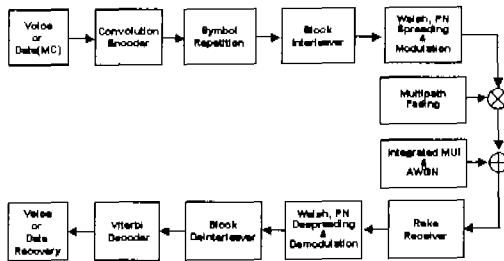 Voice
or
Data(MC)
Convolution
Encoder
Symbol
Repetition
Block
Interleaver
Walsh, PN
Spreading
&
Modulation
Multipath
Fading
Integrated MUI
&
AWGN
Voice
or
Data
Recovery
Viterbi
Decoder
Block
Deinterleaver
Walsh, PN
Despreading
&
Demodulation
Rake
Receiver